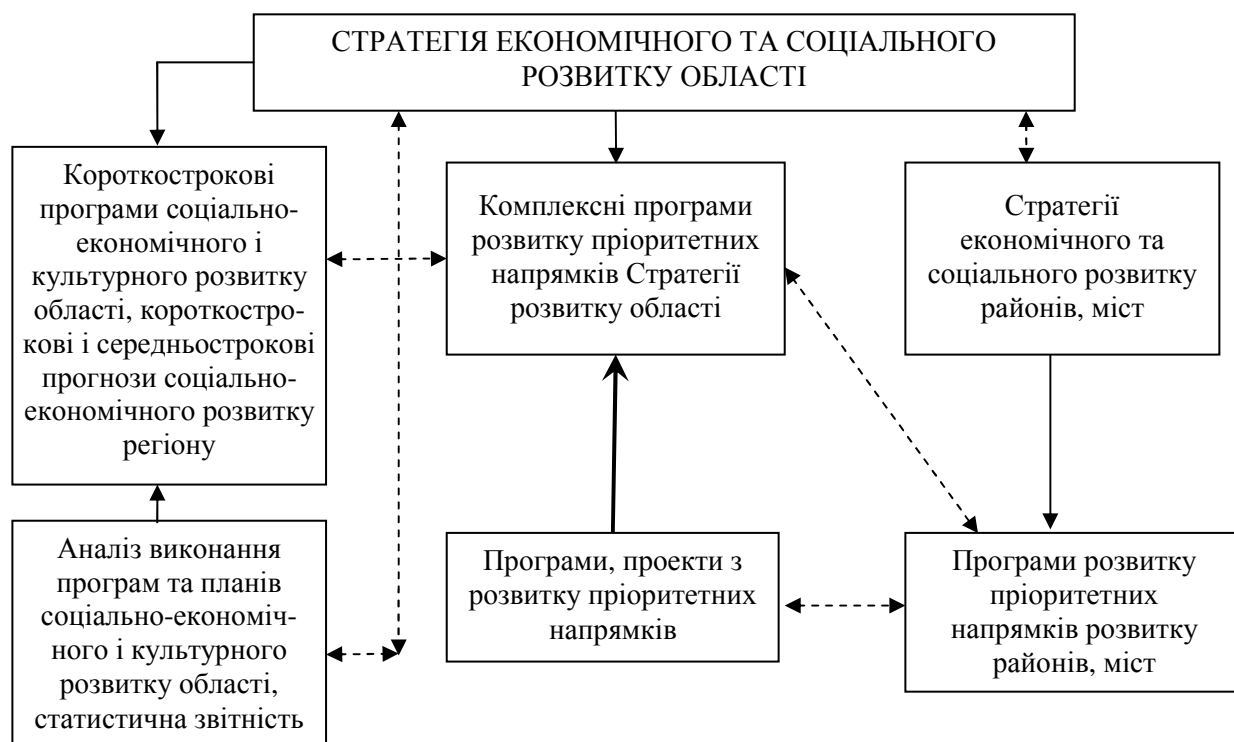 СТРАТЕГІЯ ЕКОНОМІЧНОГО ТА СОЦІАЛЬНОГО
РОЗВИТКУ ОБЛАСТІ
Короткострокові
програми соціально-
економічного і
культурного розвитку
області, короткостро-
кові і середньострокові
прогнози соціально-
економічного розвитку
регіону
Комплексні програми
розвитку пріоритетних
напрямків Стратегії
розвитку області
Стратегії
економічного та
соціального розвитку
районів, міст
Аналіз виконання
програм та планів
соціально-економіч-
ного і культурного
розвитку області,
статистична звітність
Програми, проекти з
розвитку пріоритетних
напрямків
Програми розвитку
пріоритетних
напрямків розвитку
районів, міст